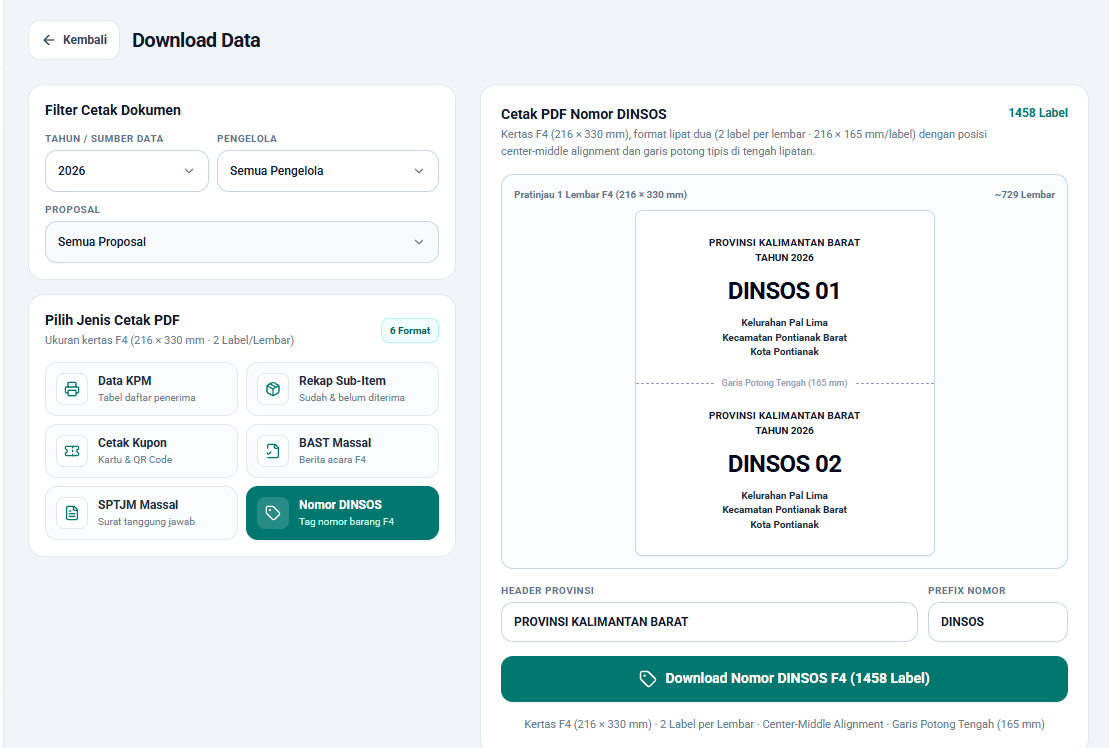 Kembali
Download Data
Filter Cetak Dokumen
TAHUN / SUMBER DATA
PENGELOLA
2026
Semua Pengelola
PROPOSAL
Semua Proposal
Pilih Jenis Cetak PDF
Ukuran kertas F4 (216 × 330 mm · 2 Label/Lembar)
6 Format
Data KPM
Tabel daftar penerima
Rekap Sub-Item
Sudah & belum diterima
Cetak Kupon
Kartu & QR Code
BAST Massal
Berita acara F4
SPTJM Massal
Surat tanggung jawab
Nomor DINSOS
Tag nomor barang F4
Cetak PDF Nomor DINSOS
1458 Label
Kertas F4 (216 × 330 mm), format lipat dua (2 label per lembar · 216 × 165 mm/label) dengan posisi
center-middle alignment dan garis potong tipis di tengah lipatan.
Pratinjau 1 Lembar F4 (216 × 330 mm)
~729 Lembar
PROVINSI KALIMANTAN BARAT
TAHUN 2026
DINSOS 01
Kelurahan Pal Lima
Kecamatan Pontianak Barat
Kota Pontianak
Garis Potong Tengah (165 mm)
PROVINSI KALIMANTAN BARAT
TAHUN 2026
DINSOS 02
Kelurahan Pal Lima
Kecamatan Pontianak Barat
Kota Pontianak
HEADER PROVINSI
PREFIX NOMOR
PROVINSI KALIMANTAN BARAT
DINSOS
Download Nomor DINSOS F4 (1458 Label)
Kertas F4 (216 × 330 mm) · 2 Label per Lembar · Center-Middle Alignment · Garis Potong Tengah (165 mm)